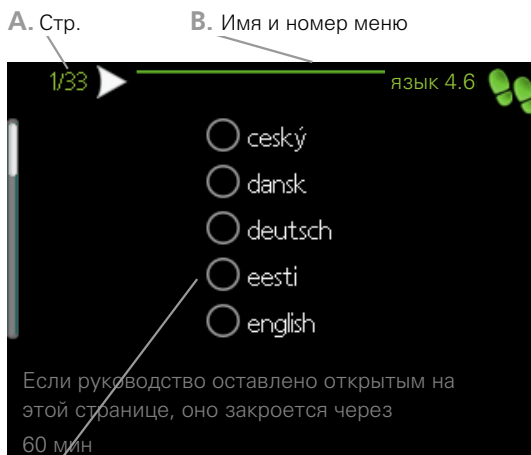 A. Стр.
B. Имя и номер меню
1/33
язык 4.6
ceský
dansk
deutsch
eesti
english
Если руководство оставлено открытым на
этой странице, оно закроется через
60 мин